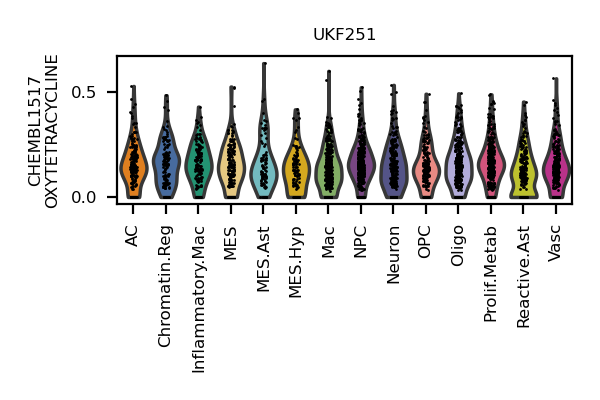 UKF251
CHEMBL1517
OXYTETRACYCLINE
0.5
0.0
AC
Chromatin.Reg
Inflammatory.Mac
MES
MES.Ast
MES.Hyp
Mac
NPC
Neuron
OPC
Oligo
Prolif.Metab
Reactive.Ast
Vasc